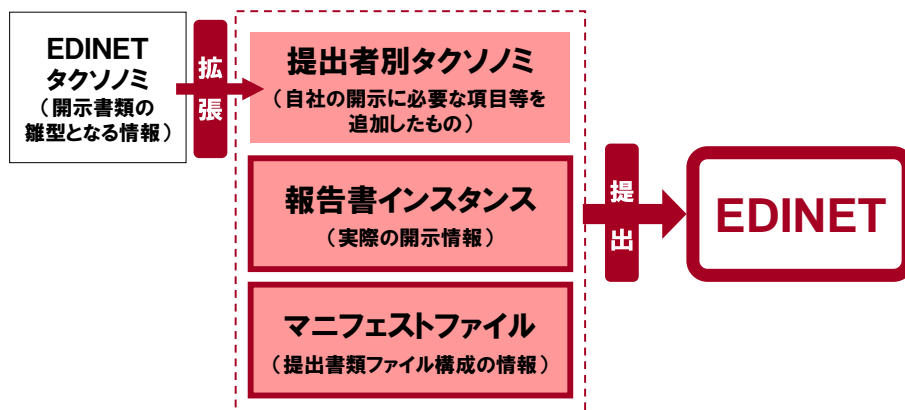 EDINET
タクソノミ
（開示書類の
雛型となる情報）
拡
張
提出者別タクソノミ
（自社の開示に必要な項目等を
追加したもの）
報告書インスタンス
（実際の開示情報）
マニフェストファイル
（提出書類ファイル構成の情報）
提
出
EDINET